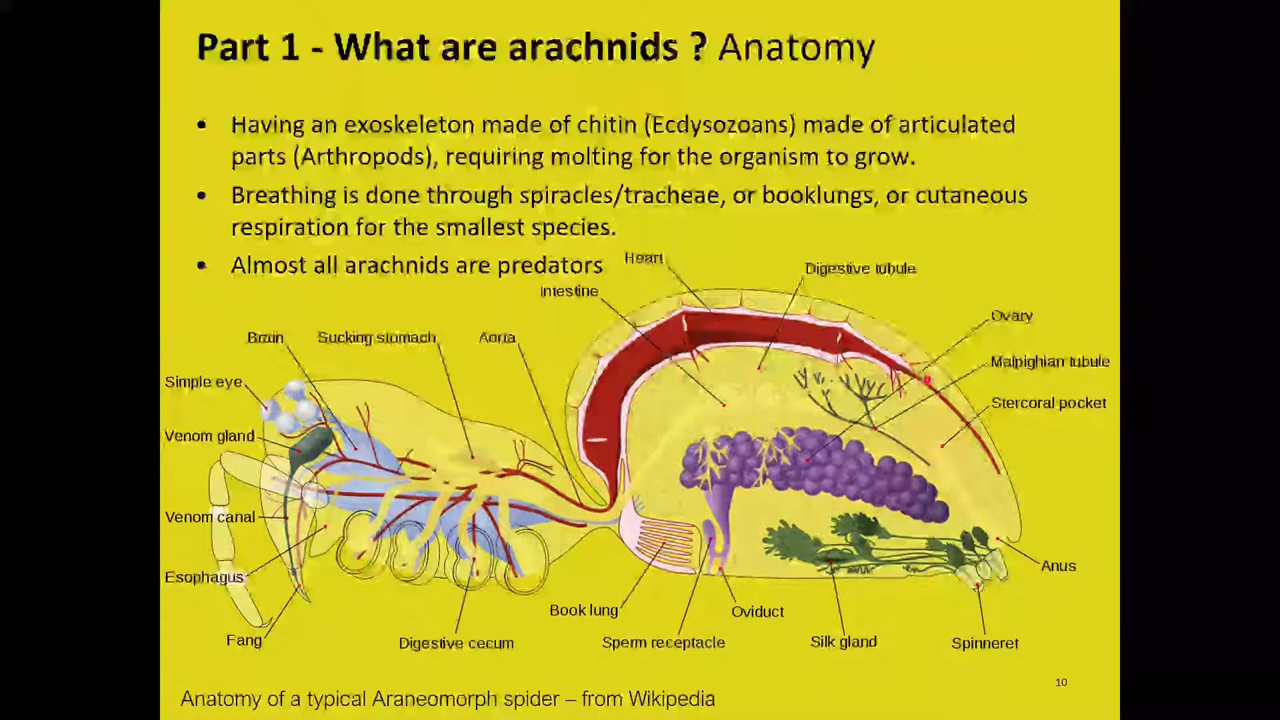 Part 1 - What are arachnids ? Anatomy
• Having an exoskeleton made of chitin (Ecdysozoans) made of articulated
parts (Arthropods), requiring molting for the organism to grow.
• Breathing is done through spiracles/tracheae, or booklungs, or cutaneous
respiration for the smallest species.
• Almost all arachnids are predators
Heart
Digestive tubule
Intestine
Ovary
Brain
Sucking stomach
Aorta
Malpighian tubule
Simple eye
Stercoral pocket
Venom gland
Venom canal
Esophagus
Anus
Book lung
Oviduct
Fang
Digestive cecum
Sperm receptacle
Silk gland
Spinneret
10
Anatomy of a typical Araneomorph spider – from Wikipedia